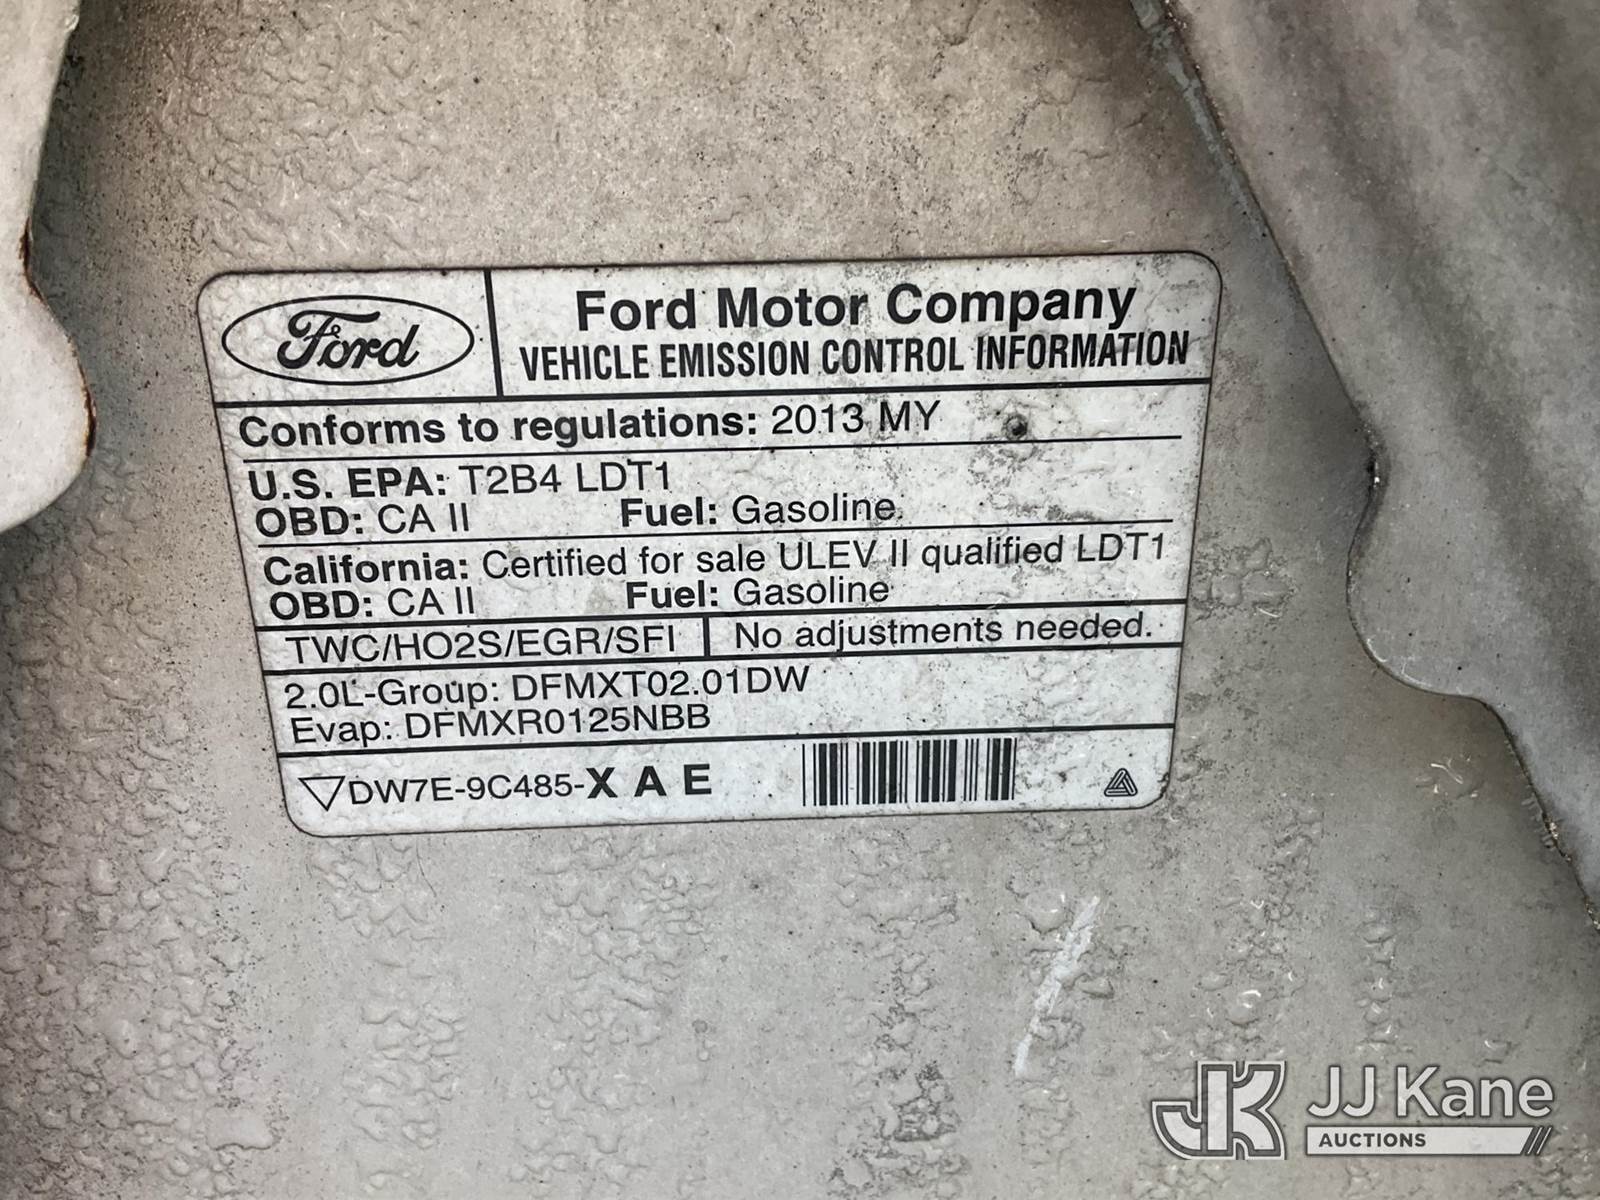 Ford
Ford Motor Company
VEHICLE EMISSION CONTROL INFORMATION
Conforms to regulations: 2013 MY
U.S. EPA: T2B4 LDT1
OBD: CA II Fuel: Gasoline
California: Certified for sale ULEV II qualified LDT1
OBD: CA II Fuel: Gasoline
TWC/HO2S/EGR/SFI No adjustments needed.
2.0L-Group: DFMXT02.01DW
Evap: DFMXR0125NBB
DW7E-9C485-X A E
JK JJ Kane
AUCTIONS